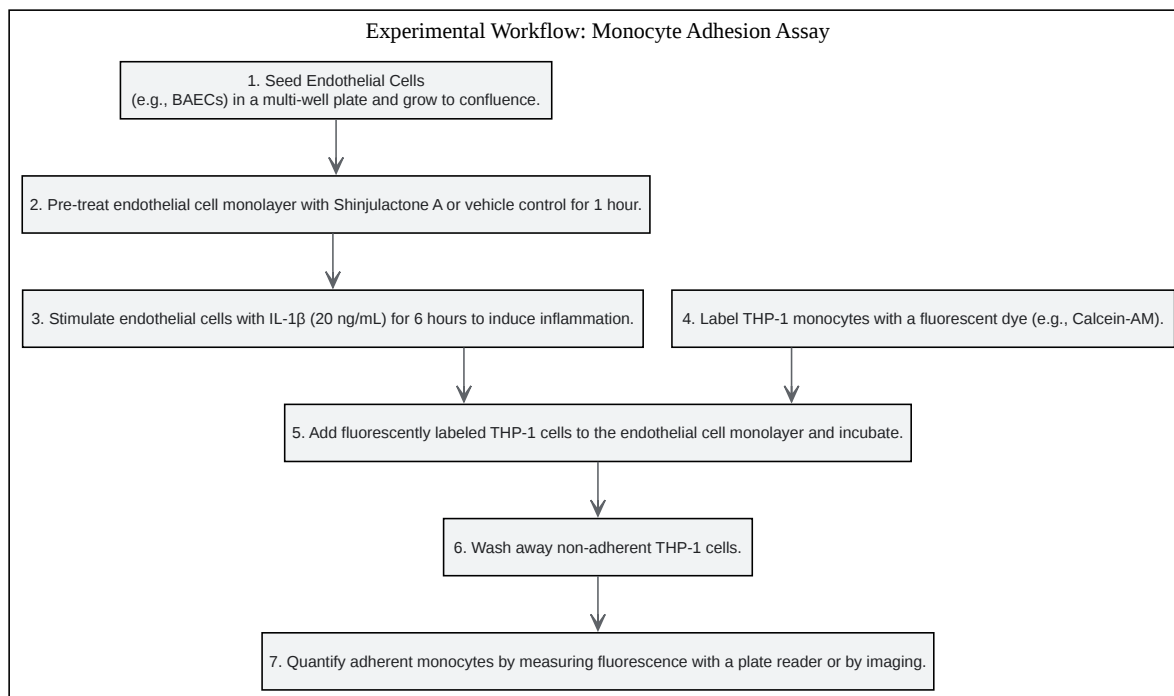 Experimental Workflow: Monocyte Adhesion Assay
1. Seed Endothelial Cells
(e.g., BAECs) in a multi-well plate and grow to confluence.
2. Pre-treat endothelial cell monolayer with Shinjulactone A or vehicle control for 1 hour.
3. Stimulate endothelial cells with IL-1β (20 ng/mL) for 6 hours to induce inflammation.
4. Label THP-1 monocytes with a fluorescent dye (e.g., Calcein-AM).
5. Add fluorescently labeled THP-1 cells to the endothelial cell monolayer and incubate.
6. Wash away non-adherent THP-1 cells.
7. Quantify adherent monocytes by measuring fluorescence with a plate reader or by imaging.